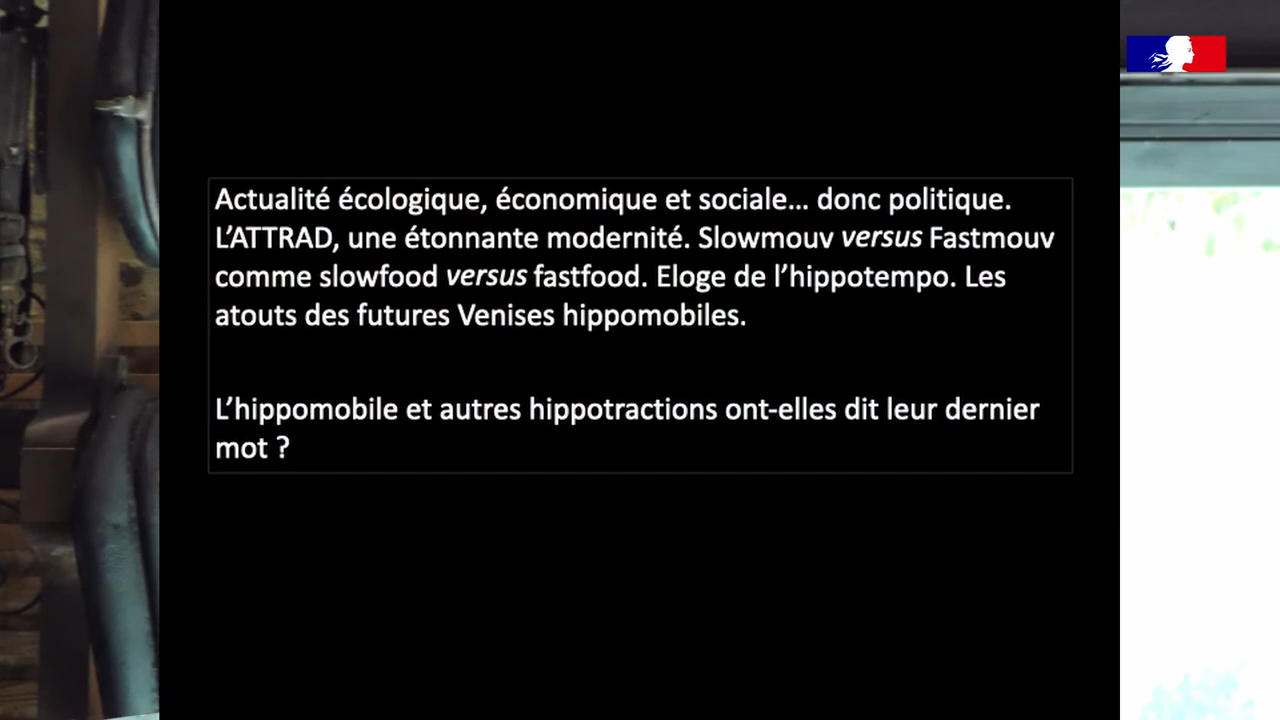 Actualité écologique, économique et sociale… donc politique.
L’ATTRAD, une étonnante modernité. Slowmouv versus Fastmouv
comme slowfood versus fastfood. Eloge de l’hippotempo. Les
atouts des futures Venises hippomobiles.
L’hippomobile et autres hippotractions ont-elles dit leur dernier
mot ?